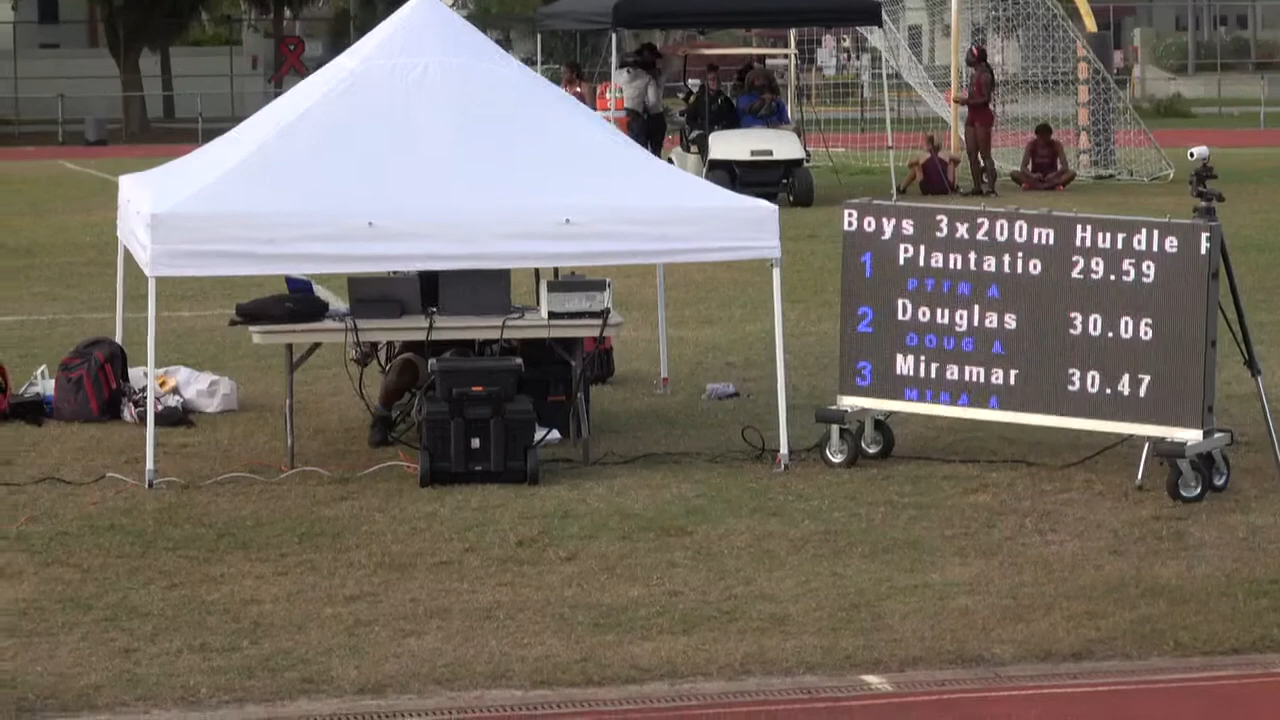 Boys 3x200m Hurdle
1 Plantatio 29.59
PTTN A
2 Douglas 30.06
DOUG A
3 Miramar 30.47